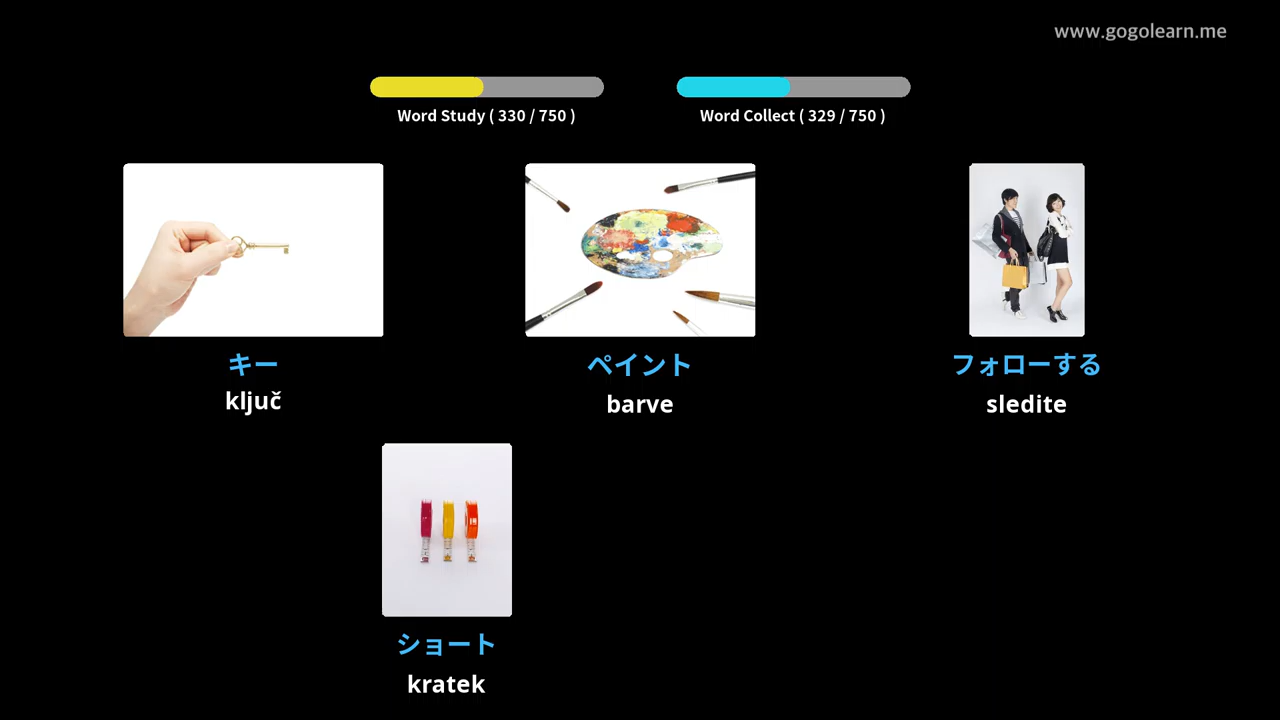 www.gogolearn.me
Word Study ( 330 / 750 )
Word Collect ( 329 / 750 )
キー
ključ
ペイント
barve
フォローする
sledite
ショート
kratek